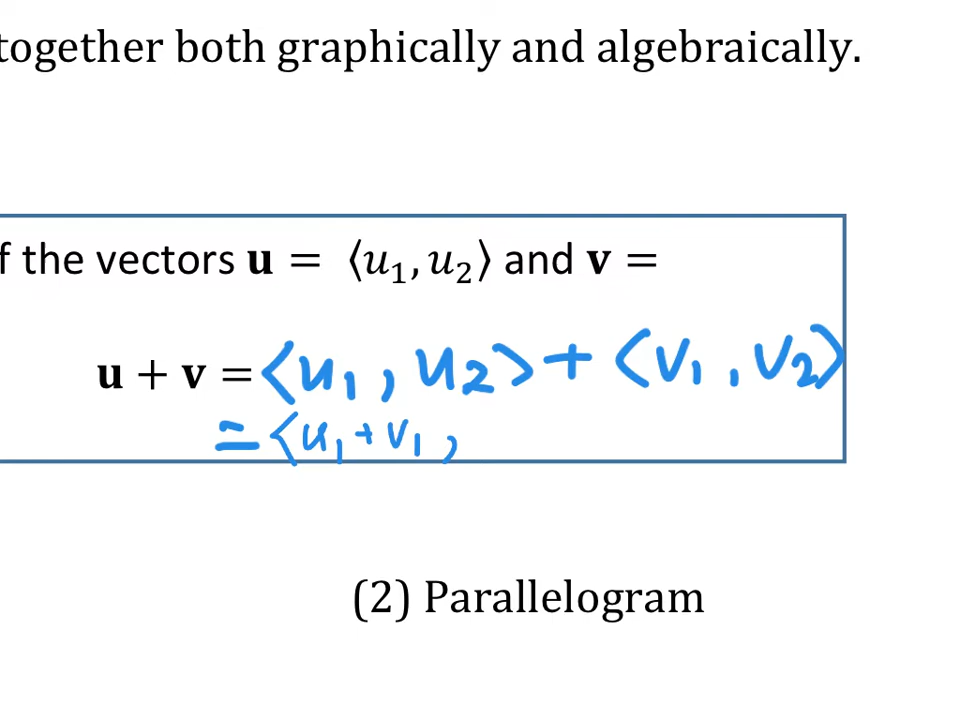 together both graphically and algebraically.
f the vectors u = ⟨u₁, u₂⟩ and v =
u + v = ⟨u₁, u₂⟩ + ⟨v₁, v₂⟩
= ⟨u₁ + v₁,
(2) Parallelogram